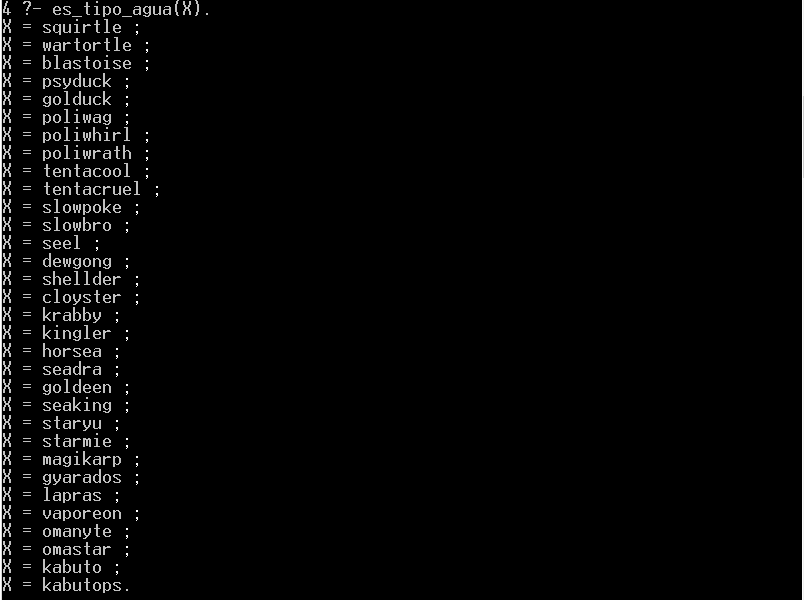 4 ?- es_tipo_agua(X).
X = squirtle ;
X = wartortle ;
X = blastoise ;
X = psyduck ;
X = golduck ;
X = poliwag ;
X = poliwhirl ;
X = poliwrath ;
X = tentacool ;
X = tentacruel ;
X = slowpoke ;
X = slowbro ;
X = seel ;
X = dewgong ;
X = shellder ;
X = cloyster ;
X = krabby ;
X = kingler ;
X = horsea ;
X = seadra ;
X = goldeen ;
X = seaking ;
X = staryu ;
X = starmie ;
X = magikarp ;
X = gyarados ;
X = lapras ;
X = vaporeon ;
X = omanyte ;
X = omastar ;
X = kabuto ;
X = kabutops.